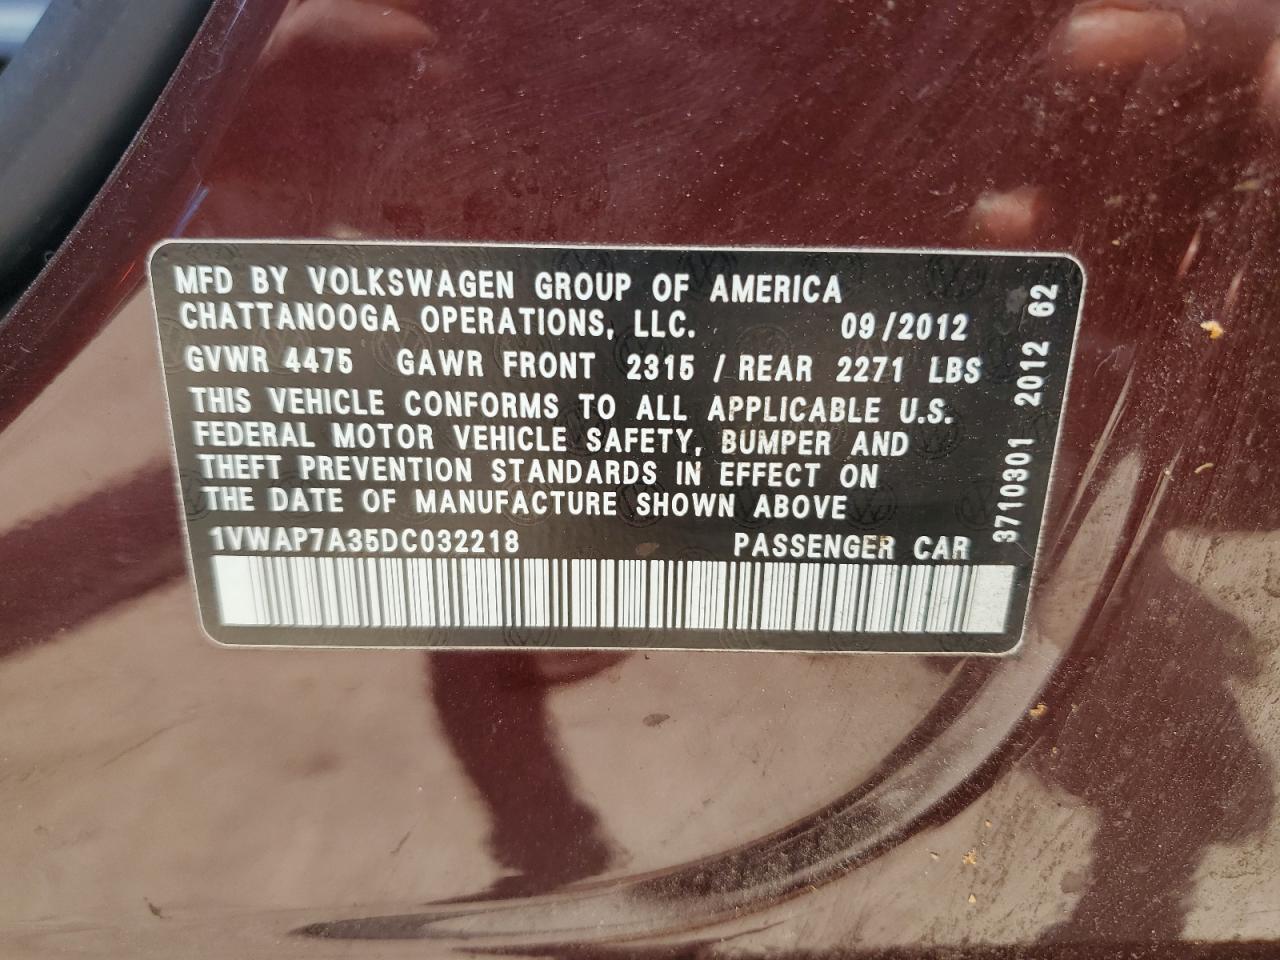 MFD BY VOLKSWAGEN GROUP OF AMERICA
CHATTANOOGA OPERATIONS, LLC. 09/2012
GVWR 4475 GAWR FRONT 2315 / REAR 2271 LBS
THIS VEHICLE CONFORMS TO ALL APPLICABLE U.S.
FEDERAL MOTOR VEHICLE SAFETY, BUMPER AND
THEFT PREVENTION STANDARDS IN EFFECT ON
THE DATE OF MANUFACTURE SHOWN ABOVE
1VWAP7A35DC032218 PASSENGER CAR
3710301 2012 62